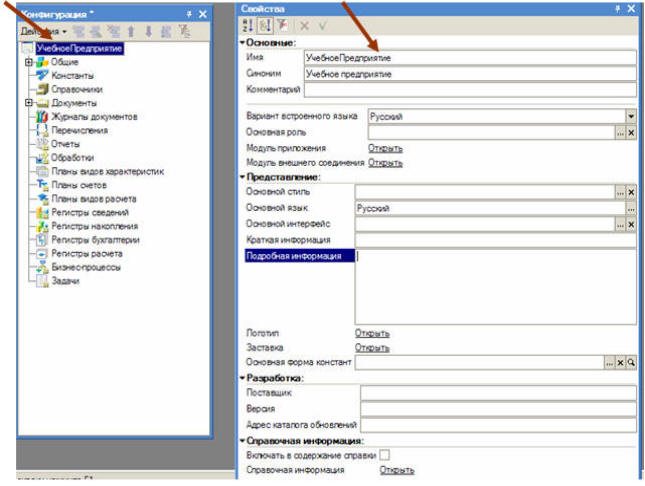 Конфигурация *
Действия
УчебноеПредприятие
Общие
Константы
Справочники
Документы
Журналы документов
Перечисления
Отчеты
Обработки
Планы видов характеристик
Планы счетов
Планы видов расчета
Регистры сведений
Регистры накопления
Регистры бухгалтерии
Регистры расчета
Бизнес-процессы
Задачи
Свойства
Основные:
Имя УчебноеПредприятие
Синоним Учебное предприятие
Комментарий
Вариант встроенного языка Русский
Основная роль
Модуль приложения Открыть
Модуль внешнего соединения Открыть
Представление:
Основной стиль
Основной язык Русский
Основной интерфейс
Краткая информация
Подробная информация
Логотип Открыть
Заставка Открыть
Основная форма констант
Разработка:
Поставщик
Версия
Адрес каталога обновлений
Справочная информация:
Включать в содержание справки
Справочная информация Открыть